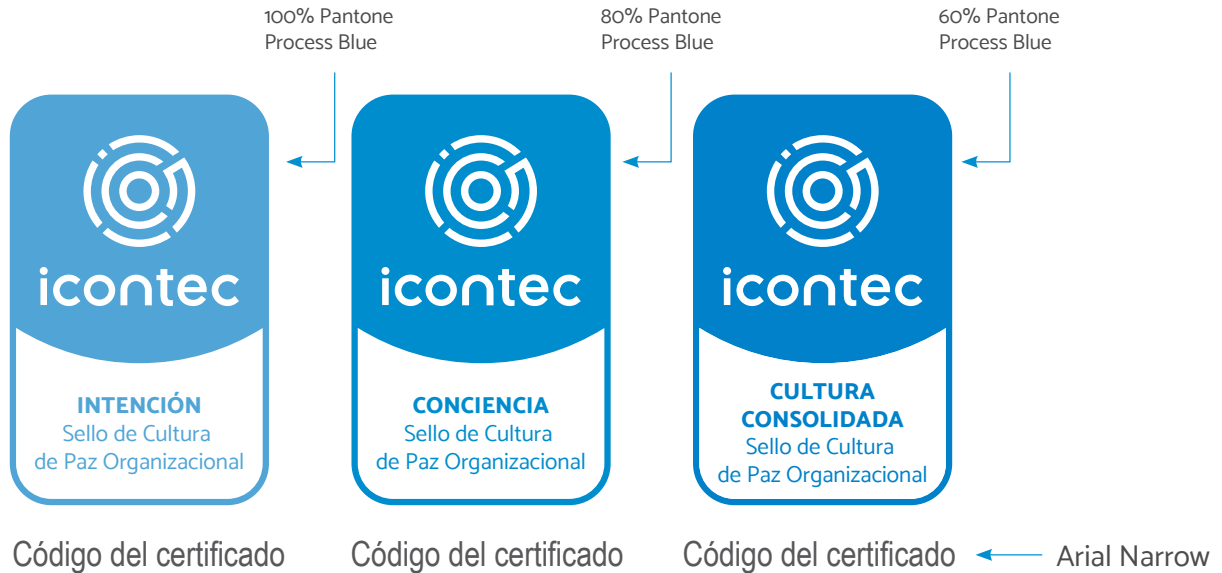 100% Pantone
Process Blue
80% Pantone
Process Blue
60% Pantone
Process Blue
icontec
icontec
icontec
INTENCIÓN
Sello de Cultura
de Paz Organizacional
CONCIENCIA
Sello de Cultura
de Paz Organizacional
CULTURA
CONSOLIDADA
Sello de Cultura
de Paz Organizacional
Código del certificado
Código del certificado
Código del certificado
Arial Narrow